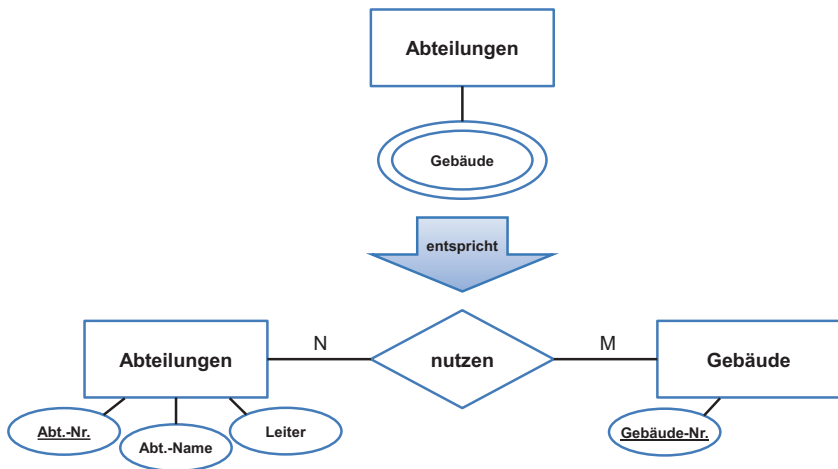 Abteilungen
Gebäude
entspricht
Abteilungen
N
nutzen
M
Gebäude
Abt.-Nr.
Abt.-Name
Leiter
Gebäude-Nr.